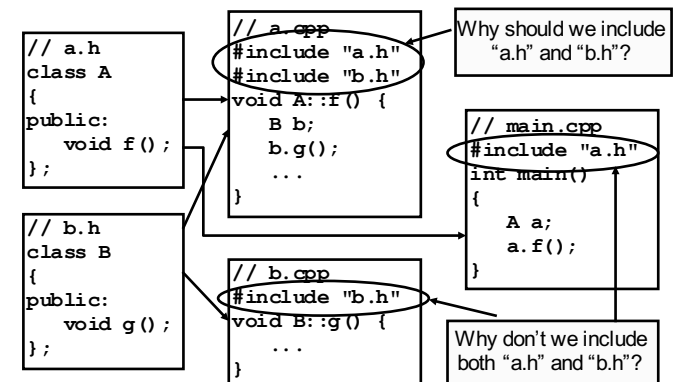 // a.h
class A
{
public:
void f();
};
// b.h
class B
{
public:
void g();
};
// a.cpp
#include "a.h"
#include "b.h"
void A::f() {
B b;
b.g();
...
}
// b.cpp
#include "b.h"
void B::g() {
...
}
Why should we include
“a.h” and “b.h”?
// main.cpp
#include "a.h"
int main()
{
A a;
a.f();
}
Why don’t we include
both “a.h” and “b.h”?